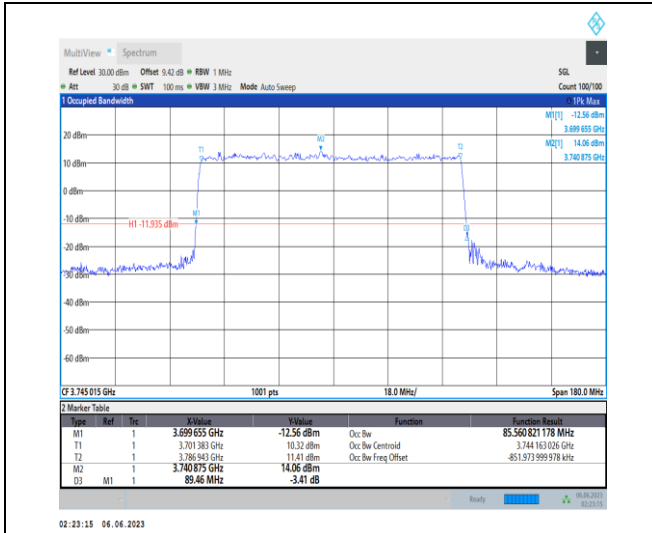 MultiView Spectrum
Ref Level 30.00 dBm Offset 9.42 dB RBW 1 MHz SGL
Att 30 dB SWT 100 ms VBW 3 MHz Mode Auto Sweep Count 100/100
1 Occupied Bandwidth 1Pk Max
M1[1] -12.56 dBm
3.699 655 GHz
M2[1] 14.06 dBm
3.740 875 GHz
20 dBm
M2
T1
T2
10 dBm
0 dBm
M1
-10 dBm
H1 -11.935 dBm
D3
-20 dBm
-30 dBm
-40 dBm
-50 dBm
-60 dBm
CF 3.745 015 GHz 1001 pts 18.0 MHz/ Span 180.0 MHz
2 Marker Table
Type Ref Trc X-Value Y-Value Function Function Result
M1 1 3.699 655 GHz -12.56 dBm Occ Bw 85.560 821 178 MHz
T1 1 3.701 383 GHz 10.32 dBm Occ Bw Centroid 3.744 163 026 GHz
T2 1 3.786 943 GHz 11.41 dBm Occ Bw Freq Offset -851.973 999 978 kHz
M2 1 3.740 875 GHz 14.06 dBm
D3 M1 1 89.46 MHz -3.41 dB
Ready 06.06.2023
02:23:15
02:23:15 06.06.2023